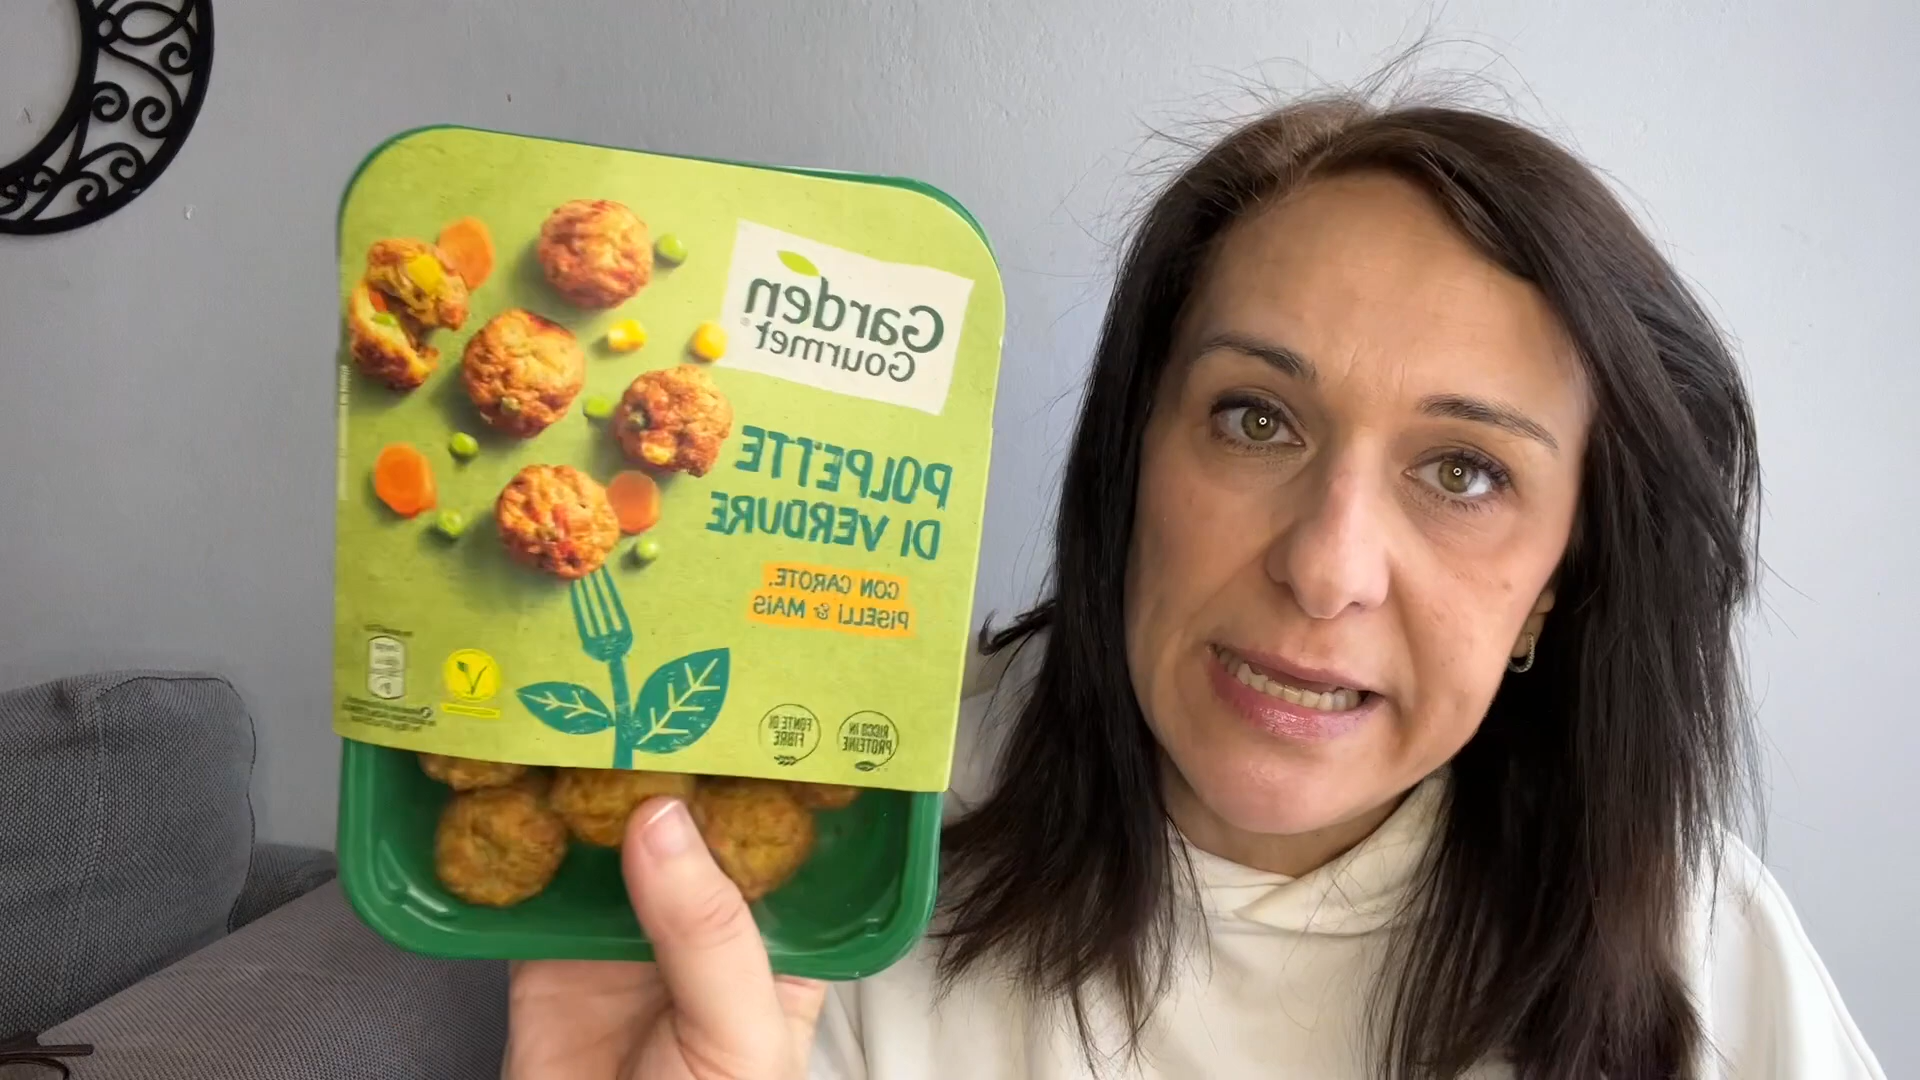 Garden
Gourmet®
POLPETTE
DI VERDURE
CON CAROTE,
PISELLI & MAIS
FONTE DI
FIBRE
RICCO IN
PROTEINE